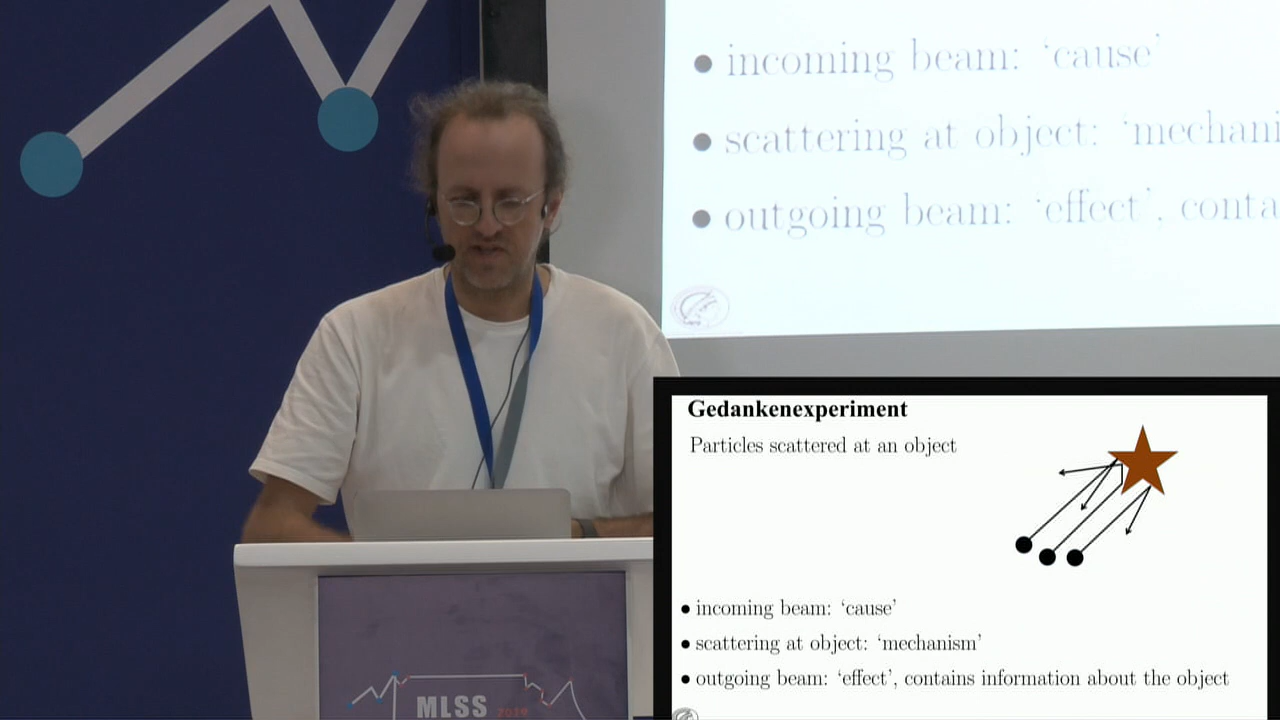 incoming beam: 'cause'
scattering at object: 'mechani
outgoing beam: 'effect', conta
Gedankenexperiment
Particles scattered at an object
incoming beam: 'cause'
scattering at object: 'mechanism'
outgoing beam: 'effect', contains information about the object
MLSS 2019